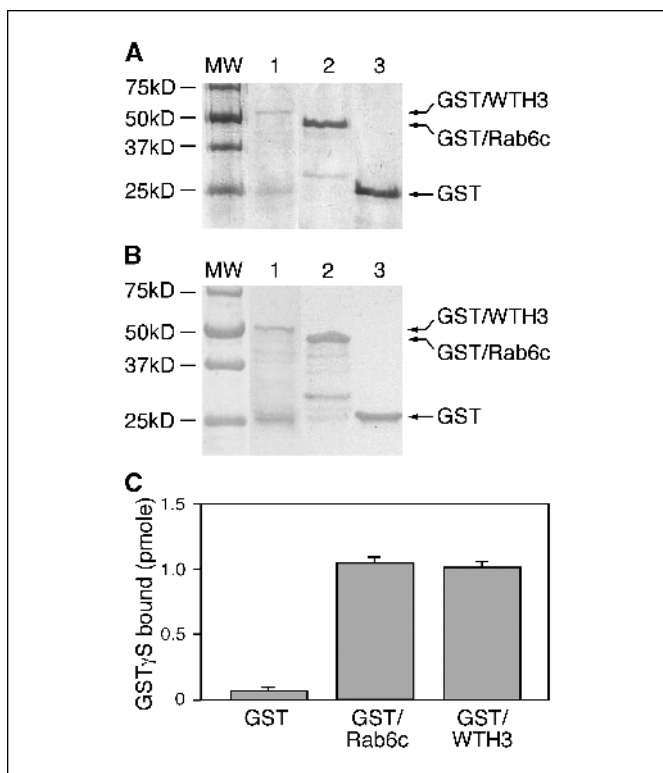 A
MW 1 2 3
75kD
50kD
37kD
25kD
GST/WTH3
GST/Rab6c
GST
B
MW 1 2 3
75kD
50kD
37kD
25kD
GST/WTH3
GST/Rab6c
GST
C
GSTγS bound (pmole)
1.5
1.0
0.5
0
GST
GST/
Rab6c
GST/
WTH3